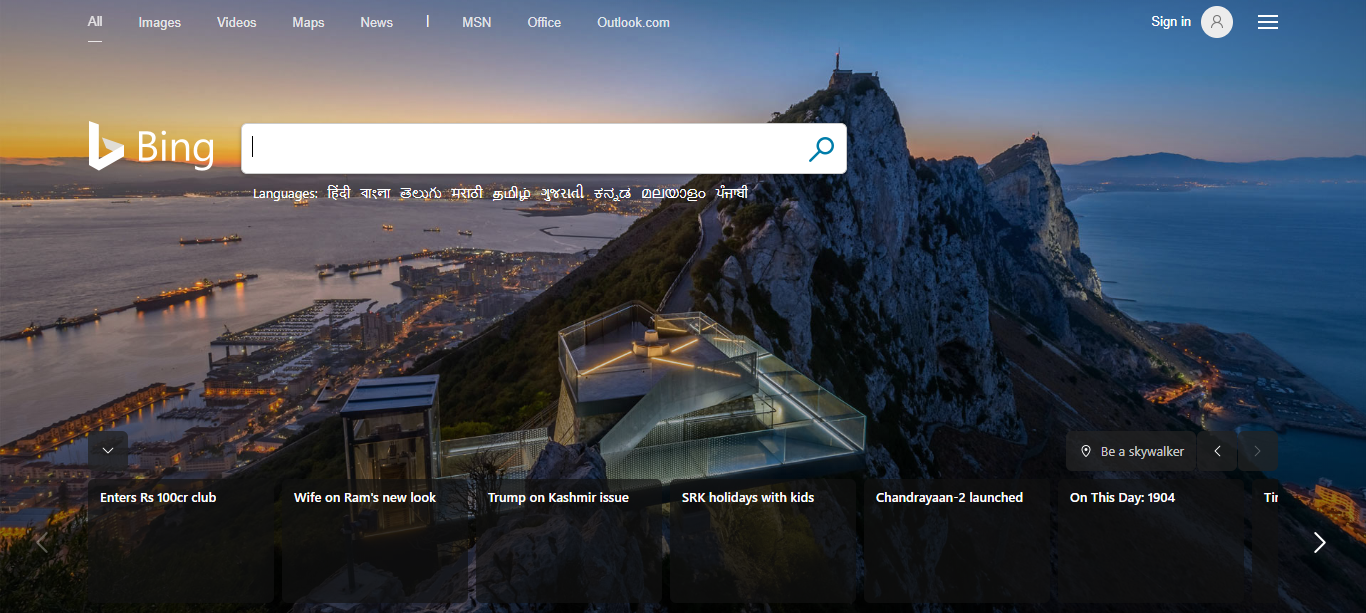 All Images Videos Maps News | MSN Office Outlook.com Sign in
Bing
Languages: हिंदी বাংলা తెలుగు मराठी தமிழ் ગુજરાતી ಕನ್ನಡ മലയാളം ਪੰਜਾਬੀ
Be a skywalker
Enters Rs 100cr club Wife on Ram's new look Trump on Kashmir issue SRK holidays with kids Chandrayaan-2 launched On This Day: 1904